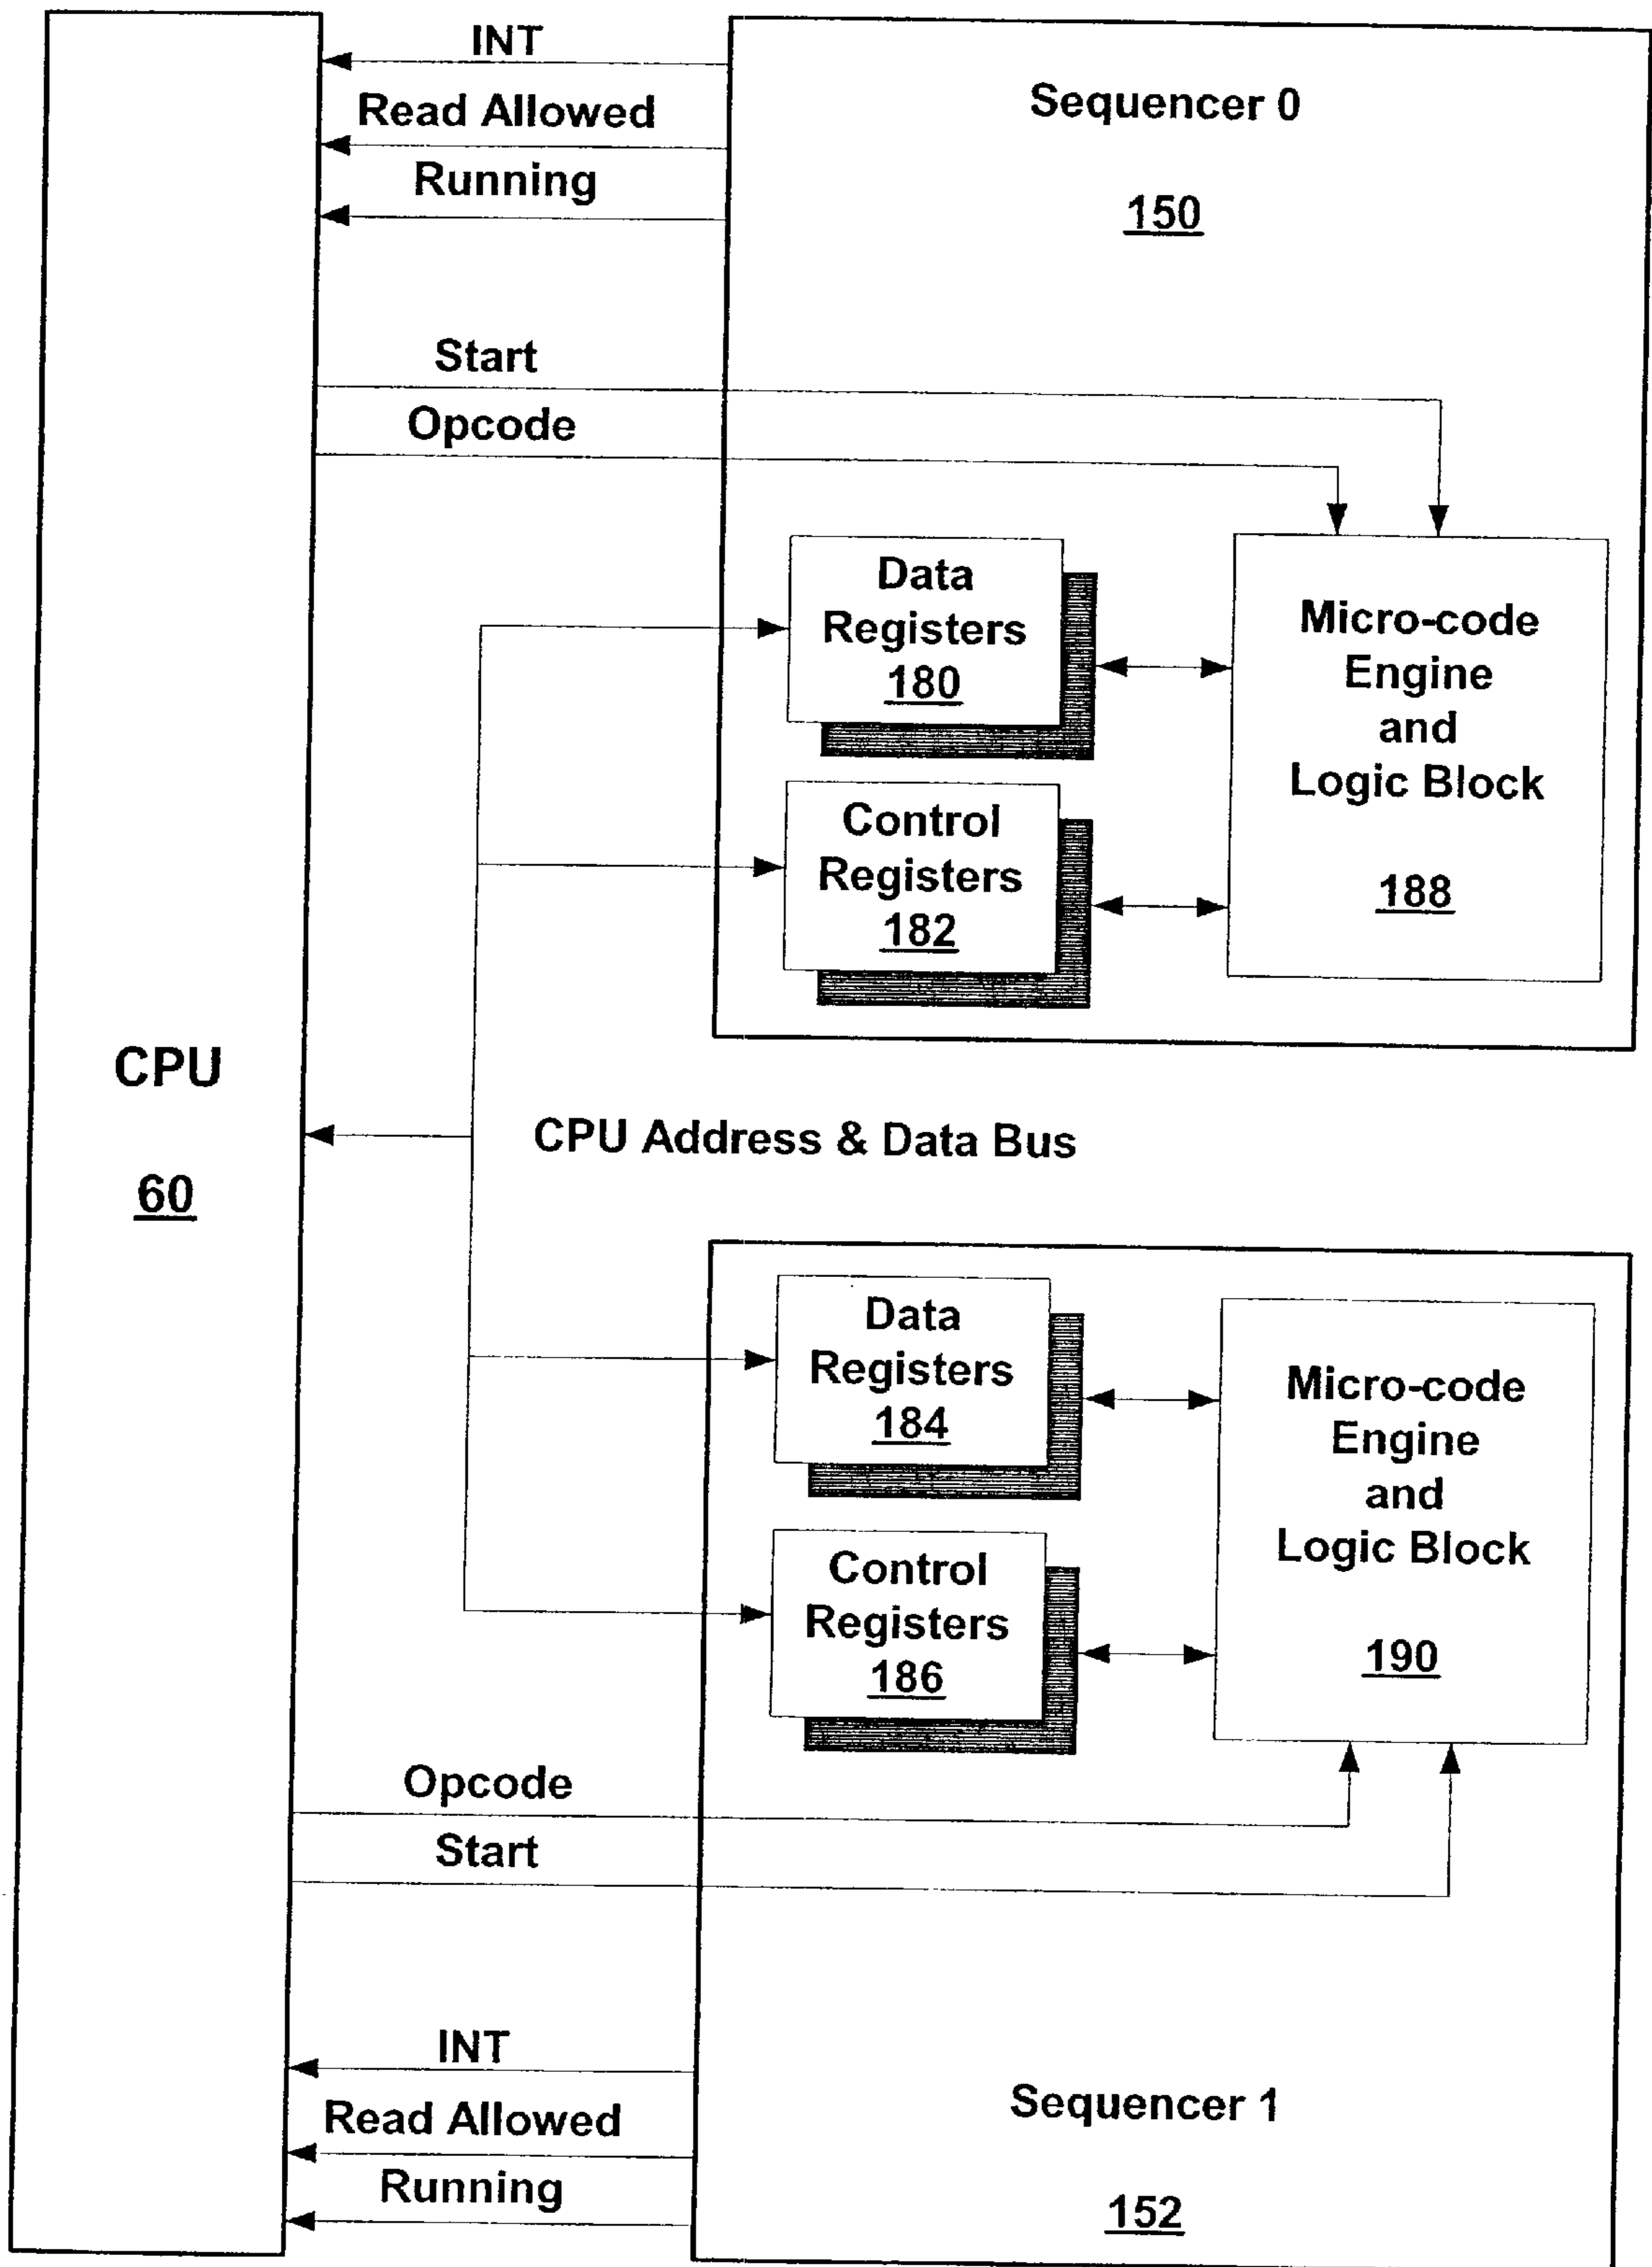 INT
Read Allowed
Running
Sequencer 0
150
Start
Opcode
Data
Registers
180
Control
Registers
182
Micro-code
Engine
and
Logic Block
188
CPU
60
CPU Address & Data Bus
Data
Registers
184
Control
Registers
186
Micro-code
Engine
and
Logic Block
190
Opcode
Start
INT
Read Allowed
Running
Sequencer 1
152